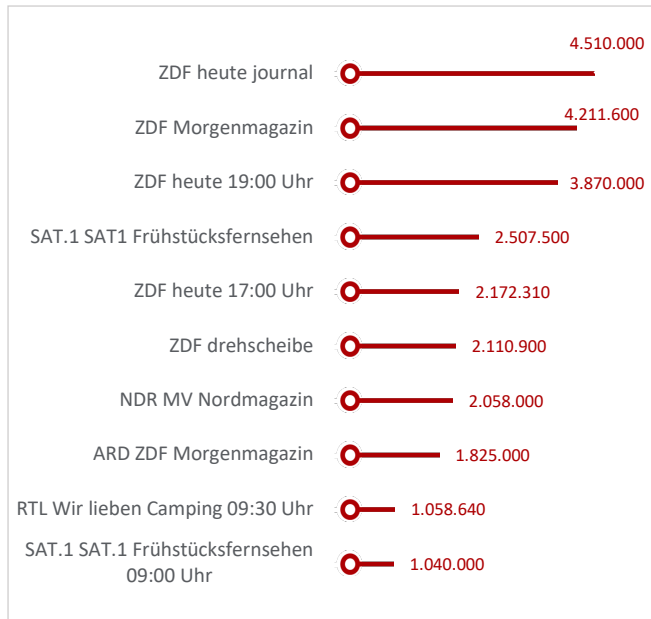 ZDF heute journal 4.510.000
ZDF Morgenmagazin 4.211.600
ZDF heute 19:00 Uhr 3.870.000
SAT.1 SAT1 Frühstücksfernsehen 2.507.500
ZDF heute 17:00 Uhr 2.172.310
ZDF drehscheibe 2.110.900
NDR MV Nordmagazin 2.058.000
ARD ZDF Morgenmagazin 1.825.000
RTL Wir lieben Camping 09:30 Uhr 1.058.640
SAT.1 SAT.1 Frühstücksfernsehen
09:00 Uhr 1.040.000